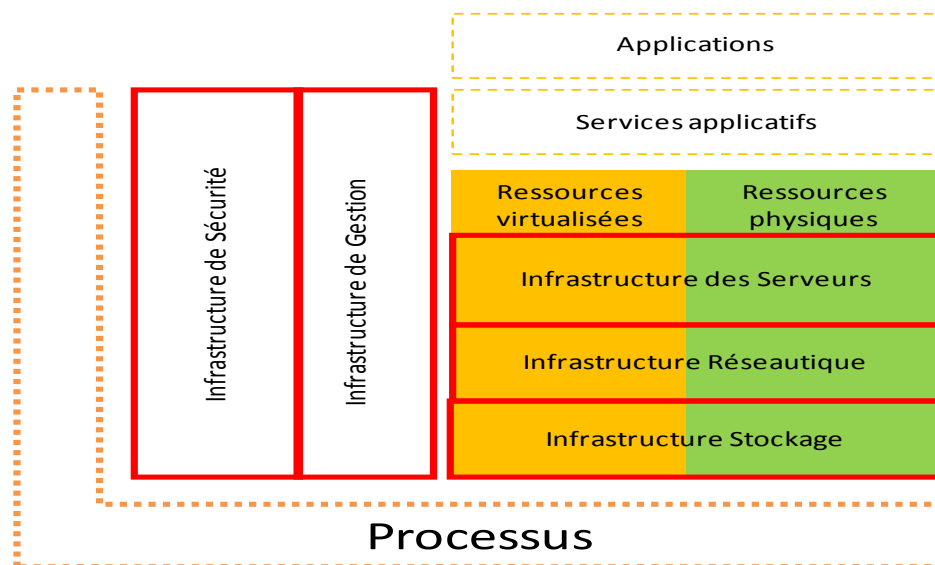 Applications
Services applicatifs
Infrastructure de Sécurité
Infrastructure de Gestion
Ressources
virtualisées
Ressources
physiques
Infrastructure des Serveurs
Infrastructure Réseautique
Infrastructure Stockage
Processus